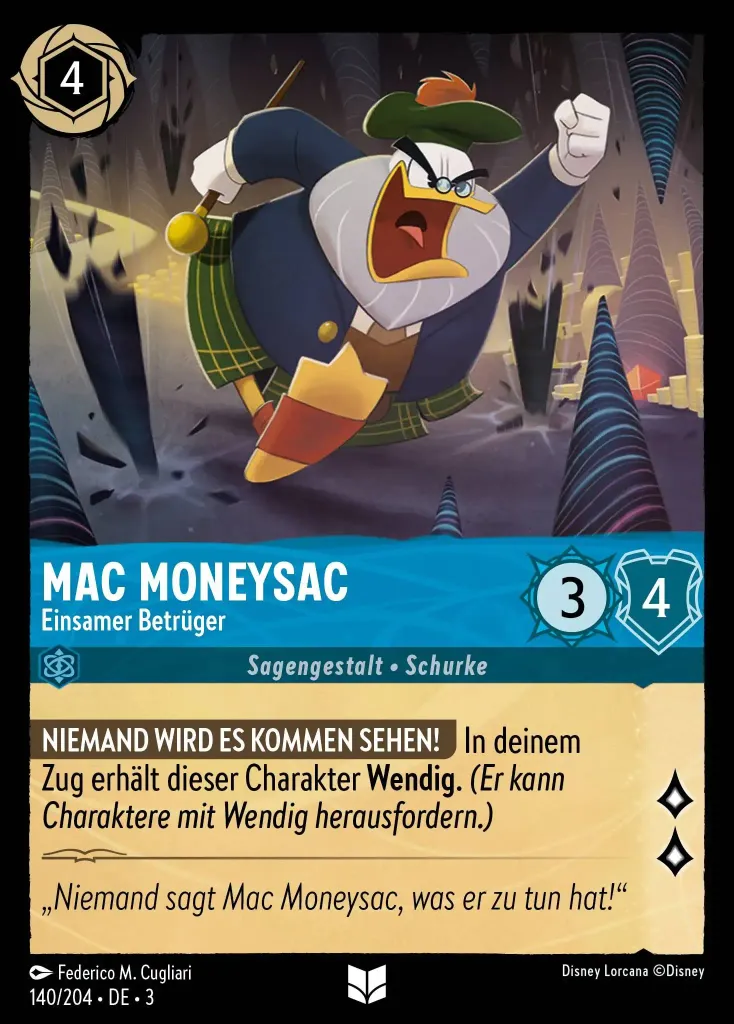 4
MAC MONEYSAC
Einsamer Betrüger
3
4
Sagengestalt • Schurke
NIEMAND WIRD ES KOMMEN SEHEN! In deinem
Zug erhält dieser Charakter Wendig. (Er kann
Charaktere mit Wendig herausfordern.)
„Niemand sagt Mac Moneysac, was er zu tun hat!“
Federico M. Cugliari
Disney Lorcana ©Disney
140/204 • DE • 3